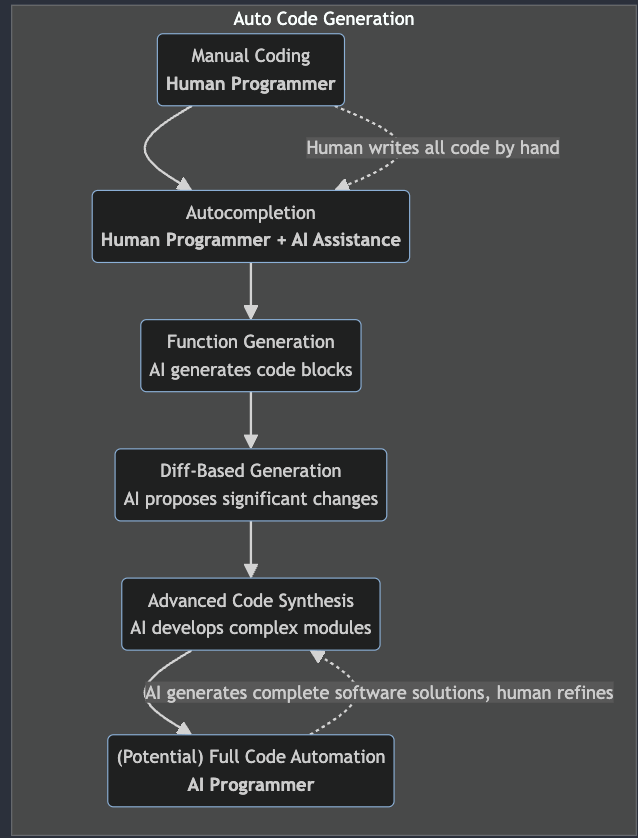 Auto Code Generation
Manual Coding
Human Programmer
Human writes all code by hand
Autocompletion
Human Programmer + AI Assistance
Function Generation
AI generates code blocks
Diff-Based Generation
AI proposes significant changes
Advanced Code Synthesis
AI develops complex modules
AI generates complete software solutions, human refines
(Potential) Full Code Automation
AI Programmer